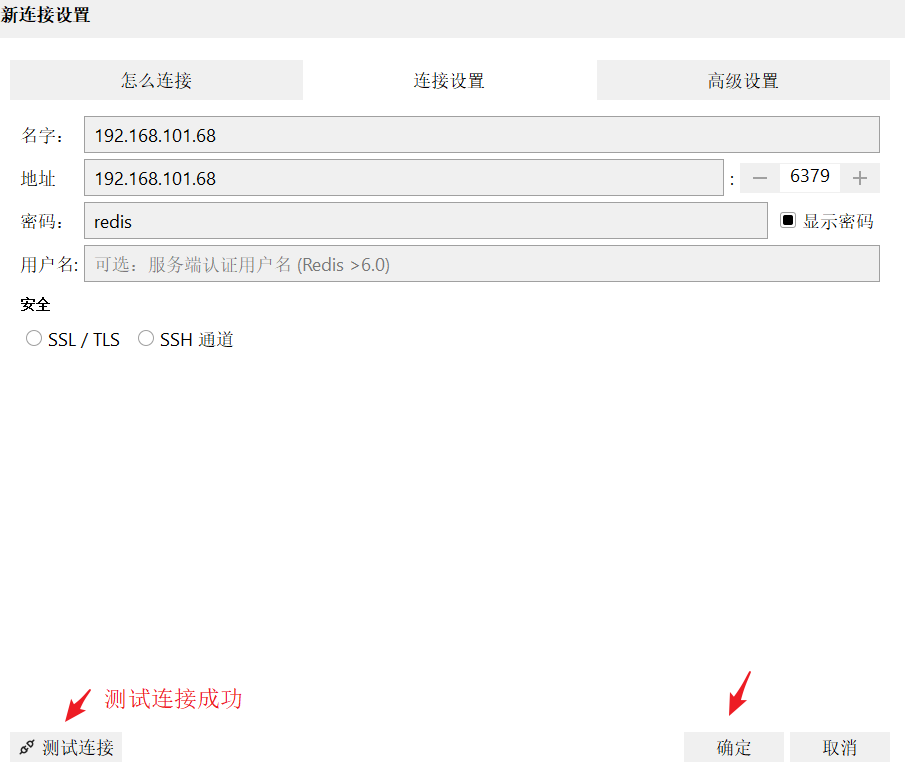 新连接设置
怎么连接 连接设置 高级设置
名字： 192.168.101.68
地址 192.168.101.68 : 6379
密码： redis 显示密码
用户名: 可选：服务端认证用户名 (Redis >6.0)
安全
SSL / TLS SSH 通道
测试连接成功
测试连接 确定 取消